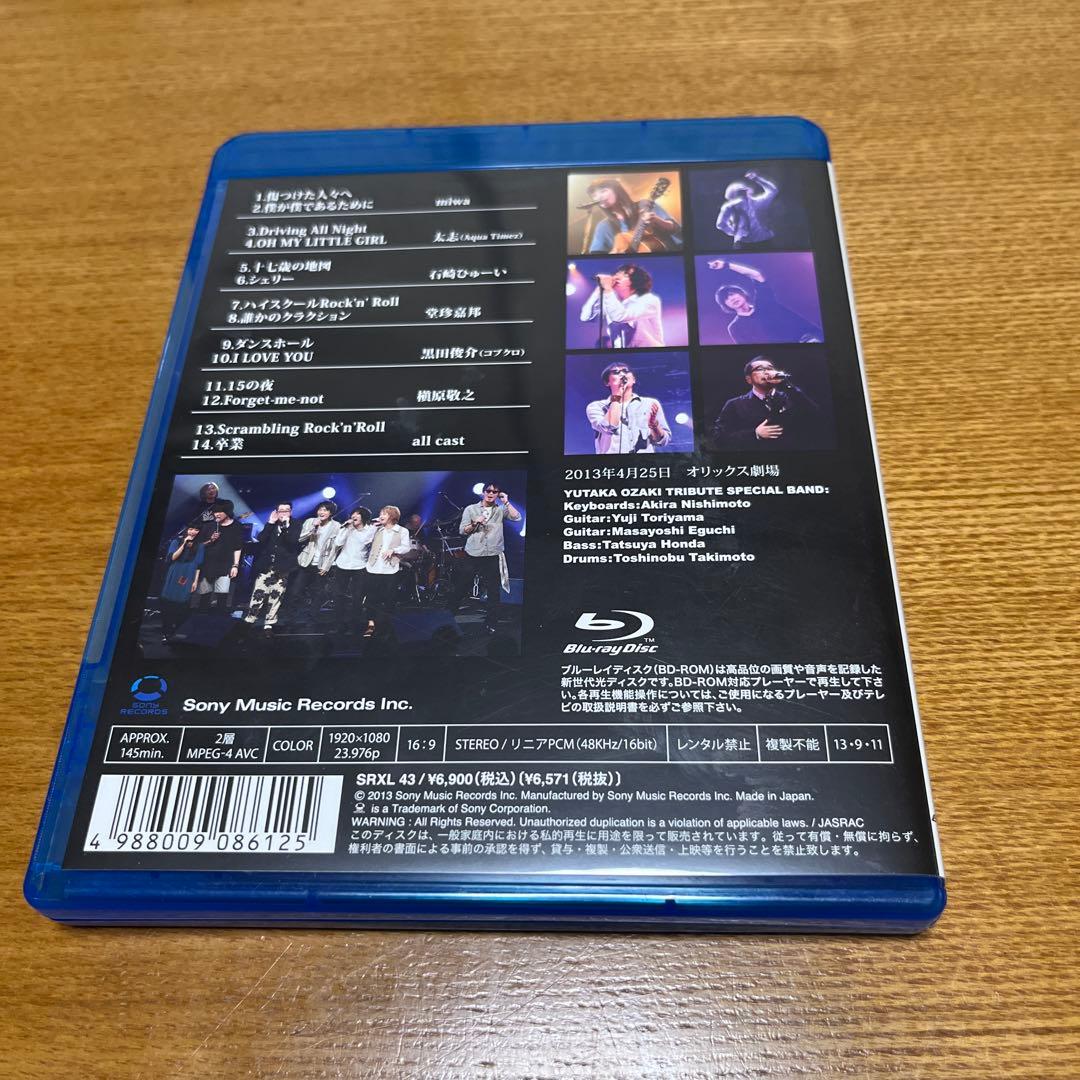 1.傷つけた人々へ
2.僕が僕であるために miwa
3.Driving All Night
4.OH MY LITTLE GIRL 太志(Aqua Timez)
5.十七歳の地図
6.シェリー 石崎ひゅーい
7.ハイスクールRock'n' Roll
8.誰かのクラクション 堂珍嘉邦
9.ダンスホール
10.I LOVE YOU 黒田俊介(コブクロ)
11.15の夜
12.Forget-me-not 槇原敬之
13.Scrambling Rock'n'Roll
14.卒業 all cast
2013年4月25日 オリックス劇場
YUTAKA OZAKI TRIBUTE SPECIAL BAND:
Keyboards:Akira Nishimoto
Guitar:Yuji Toriyama
Guitar:Masayoshi Eguchi
Bass:Tatsuya Honda
Drums:Toshinobu Takimoto
Blu-ray Disc™
ブルーレイディスク(BD-ROM)は高品位の画質や音声を記録した
新世代光ディスクです。BD-ROM対応プレーヤーで再生して下さ
い。各再生機能操作については、ご使用になるプレーヤー及びテレ
ビの取扱説明書を必ずご参照下さい。
SONY
RECORDS
Sony Music Records Inc.
APPROX.
145min.
2層
MPEG-4 AVC
COLOR
1920×1080
23.976p
16:9
STEREO / リニアPCM(48KHz/16bit)
レンタル禁止
複製不能
13・9・11
SRXL 43/¥6,900(税込)〔¥6,571(税抜)〕
© 2013 Sony Music Records Inc. Manufactured by Sony Music Records Inc. Made in Japan.
is a Trademark of Sony Corporation.
WARNING : All Rights Reserved. Unauthorized duplication is a violation of applicable laws. / JASRAC
このディスクは、一般家庭内における私的再生に用途を限って販売されています。従って有償・無償に拘らず、
権利者の書面による事前の承認を得ず、貸与・複製・公衆送信・上映等を行うことを禁止致します。
4 988009 086125